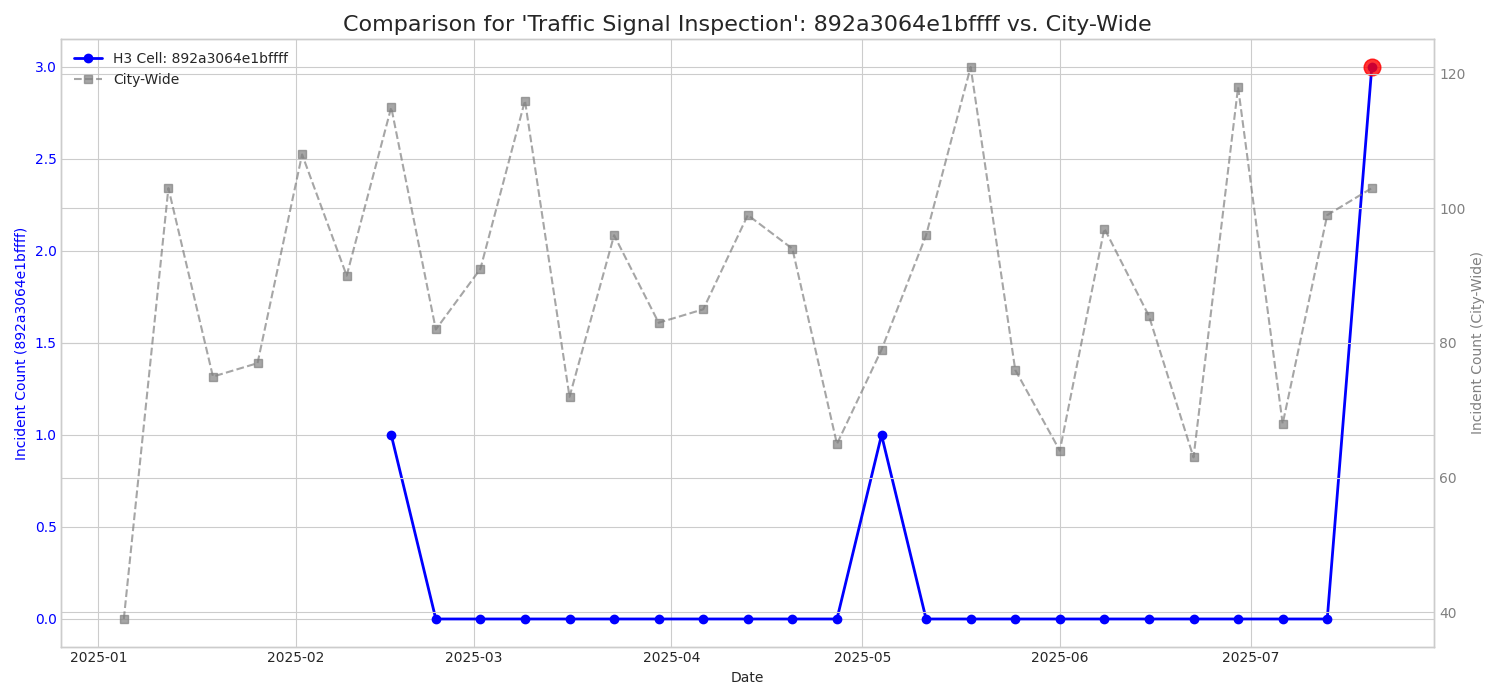 Comparison for 'Traffic Signal Inspection': 892a3064e1bffff vs. City-Wide
H3 Cell: 892a3064e1bffff
City-Wide
Incident Count (892a3064e1bffff)
3.0
2.5
2.0
1.5
1.0
0.5
0.0
120
100
80
60
40
Incident Count (City-Wide)
2025-01 2025-02 2025-03 2025-04 2025-05 2025-06 2025-07
Date